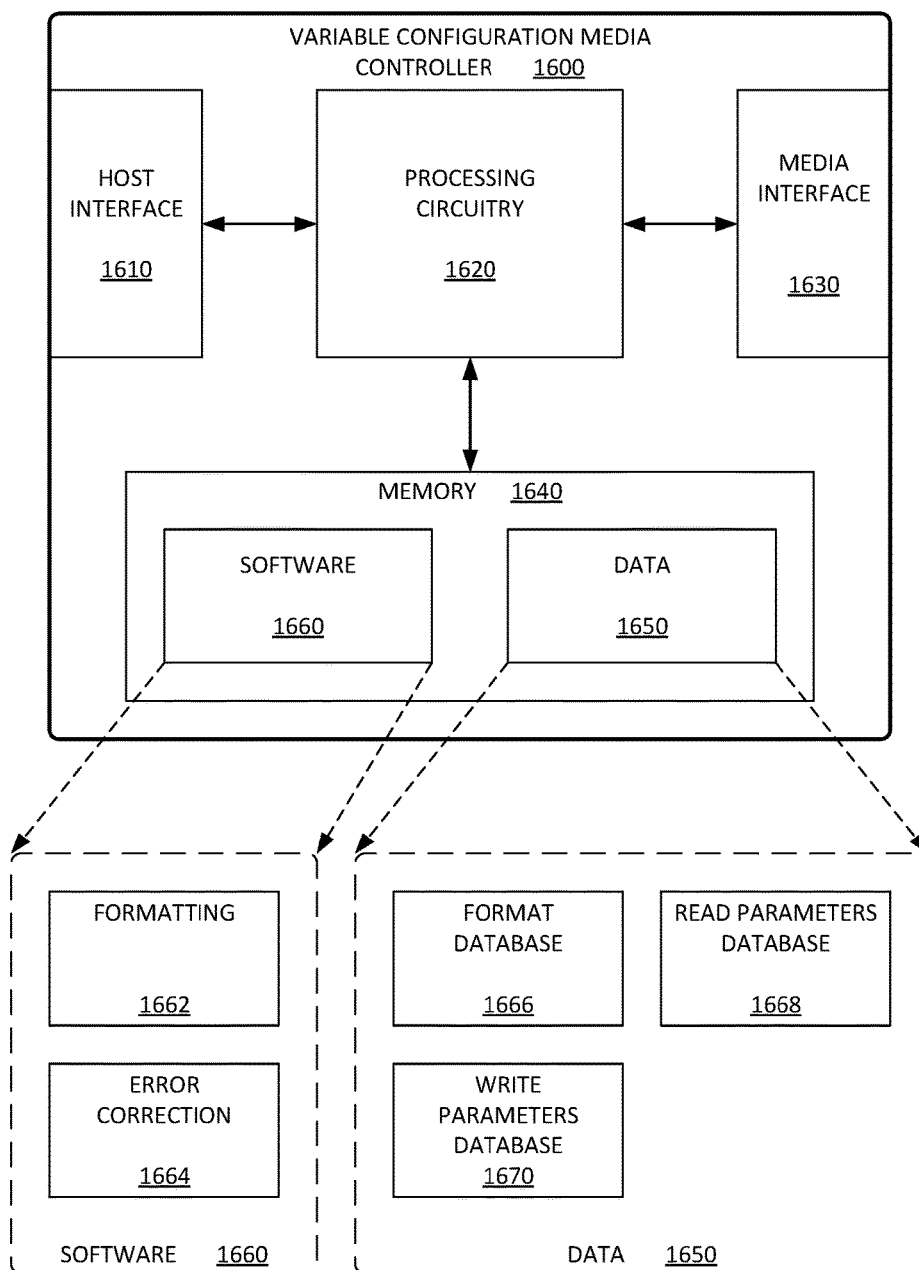 VARIABLE CONFIGURATION MEDIA
CONTROLLER 1600
HOST
INTERFACE
1610
PROCESSING
CIRCUITRY
1620
MEDIA
INTERFACE
1630
MEMORY 1640
SOFTWARE
1660
DATA
1650
FORMATTING
1662
FORMAT
DATABASE
1666
READ PARAMETERS
DATABASE
1668
ERROR
CORRECTION
1664
WRITE
PARAMETERS
DATABASE
1670
SOFTWARE 1660
DATA 1650